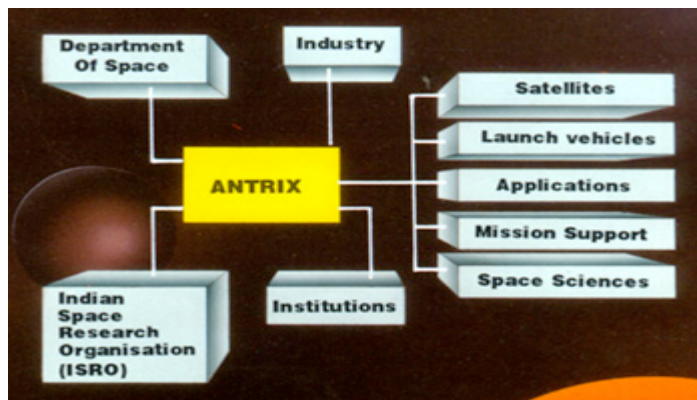 Department
Of Space
Industry
Satellites
Launch vehicles
ANTRIX
Applications
Mission Support
Space Sciences
Indian
Space
Research
Organisation
(ISRO)
Institutions